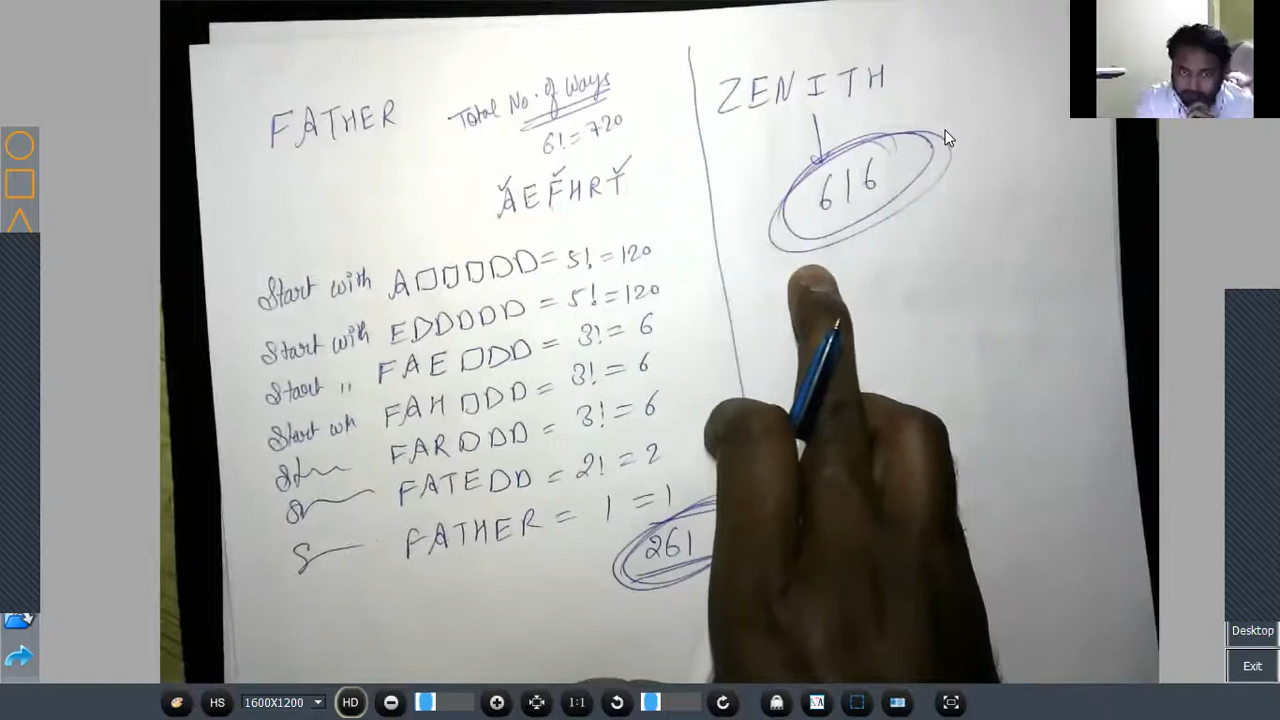 FATHER
Total No. of Ways
6! = 720
A E F H R T
Start with A□□□□□ = 5! = 120
Start with E□□□□□ = 5! = 120
Start " FAE□□□ = 3! = 6
Start wh FAH□□□ = 3! = 6
FAR□□□ = 3! = 6
FATE□□ = 2! = 2
FATHER = 1 = 1
261
ZENITH
616
HS
1600X1200
HD
1:1
Desktop
Exit